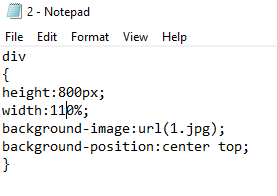 2 - Notepad
File Edit Format View Help
div
{
height:800px;
width:110%;
background-image:url(1.jpg);
background-position:center top;
}